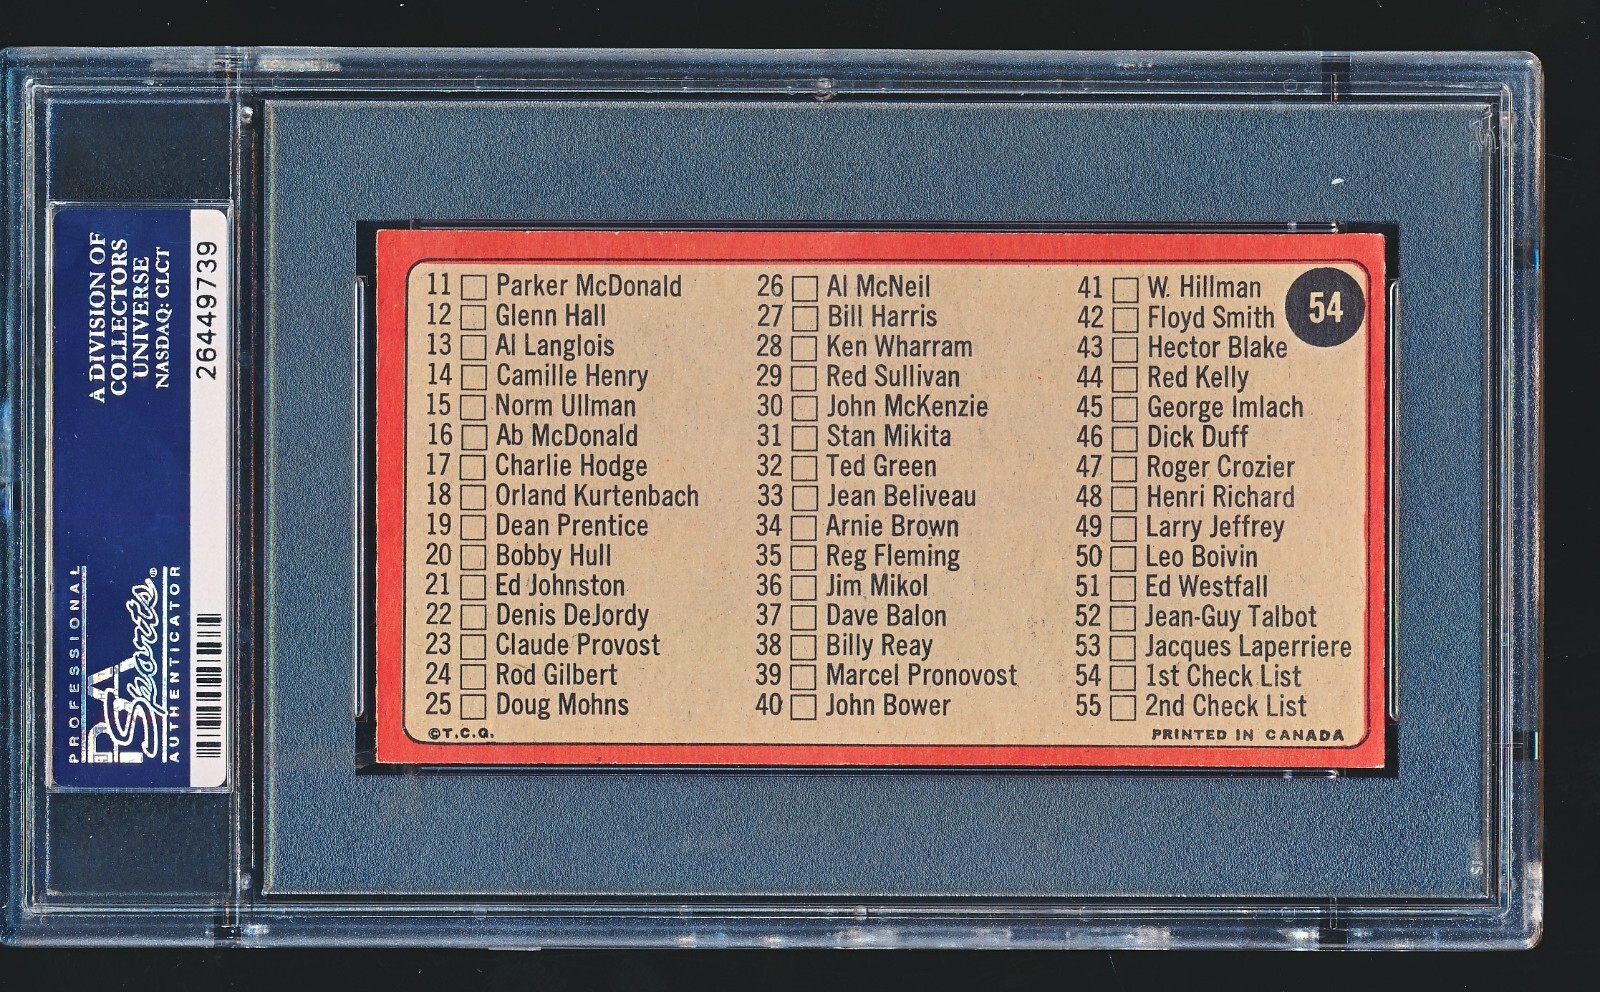 A DIVISION OF
COLLECTORS
UNIVERSE
NASDAQ: CLCT
26449739
PROFESSIONAL
PSA
Sports®
AUTHENTICATOR
54
11 Parker McDonald
12 Glenn Hall
13 Al Langlois
14 Camille Henry
15 Norm Ullman
16 Ab McDonald
17 Charlie Hodge
18 Orland Kurtenbach
19 Dean Prentice
20 Bobby Hull
21 Ed Johnston
22 Denis DeJordy
23 Claude Provost
24 Rod Gilbert
25 Doug Mohns
26 Al McNeil
27 Bill Harris
28 Ken Wharram
29 Red Sullivan
30 John McKenzie
31 Stan Mikita
32 Ted Green
33 Jean Beliveau
34 Arnie Brown
35 Reg Fleming
36 Jim Mikol
37 Dave Balon
38 Billy Reay
39 Marcel Pronovost
40 John Bower
41 W. Hillman
42 Floyd Smith
43 Hector Blake
44 Red Kelly
45 George Imlach
46 Dick Duff
47 Roger Crozier
48 Henri Richard
49 Larry Jeffrey
50 Leo Boivin
51 Ed Westfall
52 Jean-Guy Talbot
53 Jacques Laperriere
54 1st Check List
55 2nd Check List
©T.C.G.
PRINTED IN CANADA